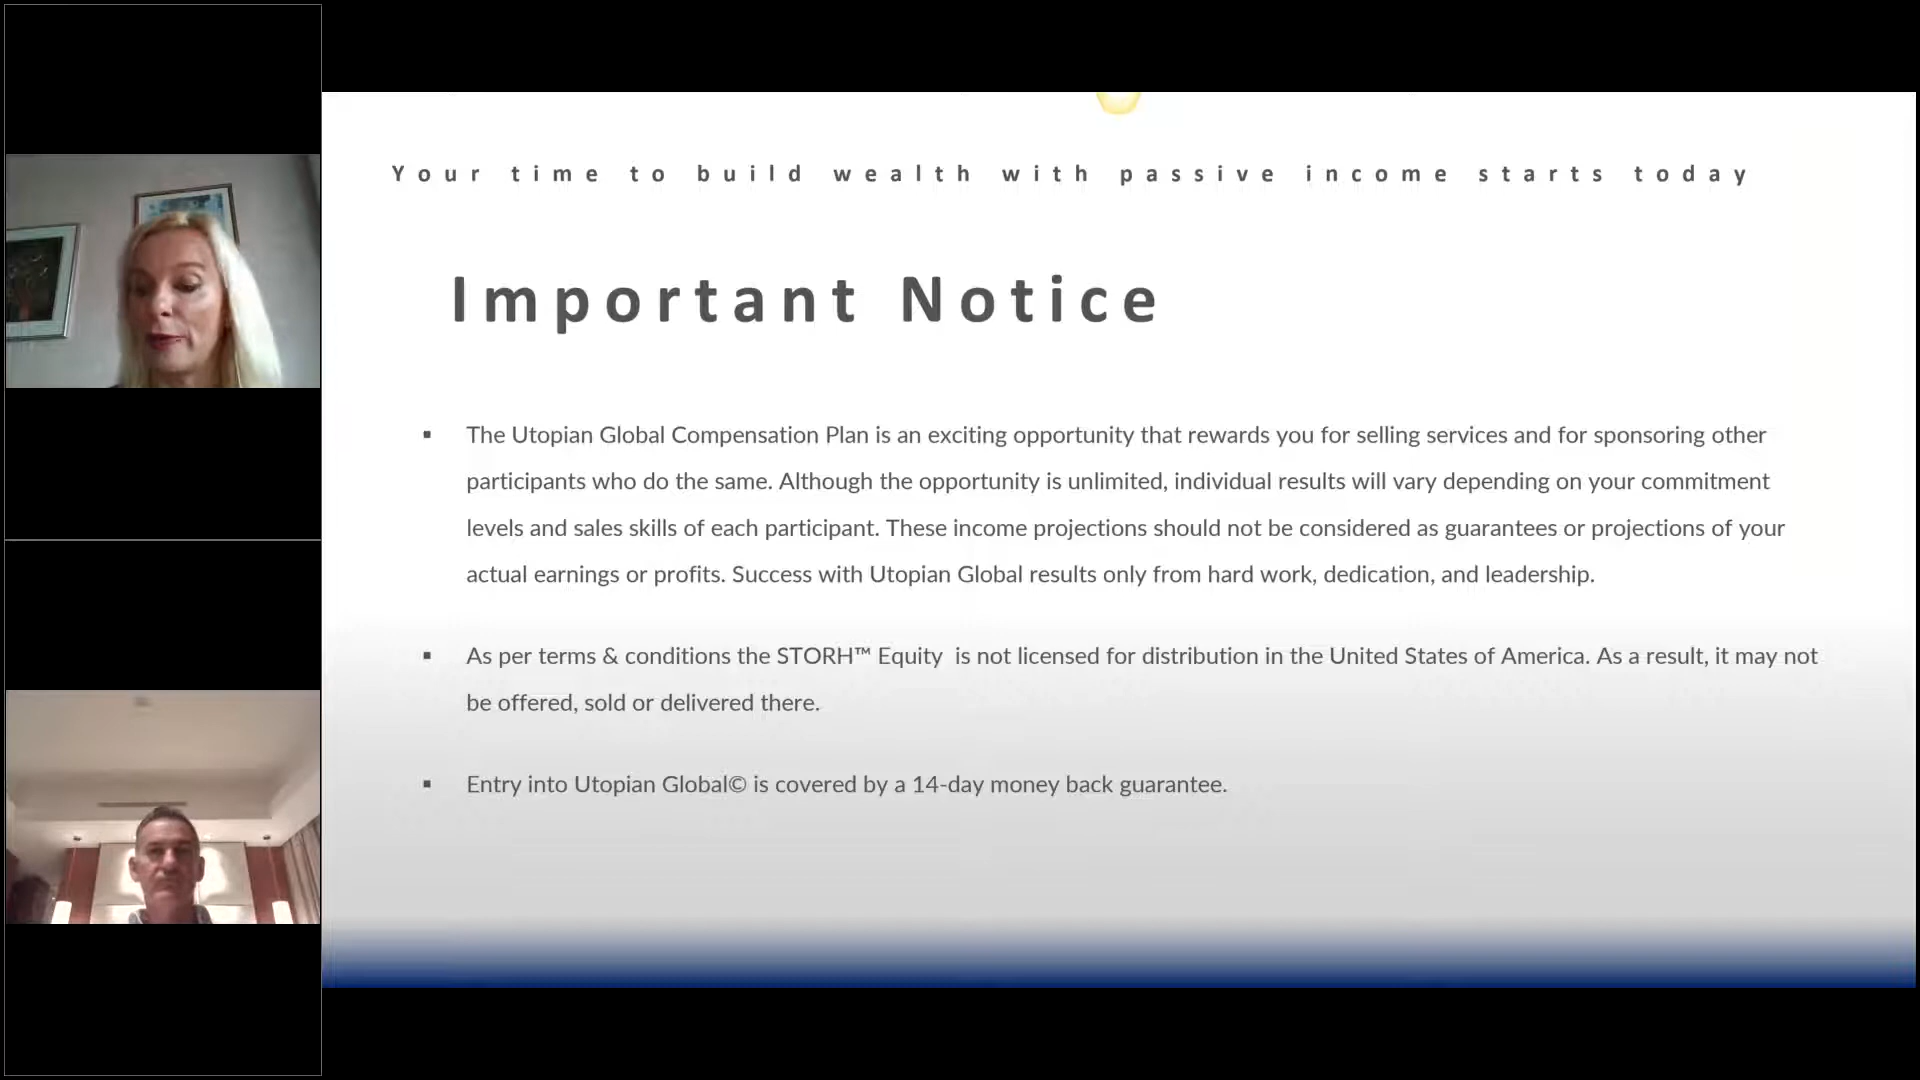 Your time to build wealth with passive income starts today
Important Notice
▪ The Utopian Global Compensation Plan is an exciting opportunity that rewards you for selling services and for sponsoring other
participants who do the same. Although the opportunity is unlimited, individual results will vary depending on your commitment
levels and sales skills of each participant. These income projections should not be considered as guarantees or projections of your
actual earnings or profits. Success with Utopian Global results only from hard work, dedication, and leadership.
▪ As per terms & conditions the STORH™ Equity is not licensed for distribution in the United States of America. As a result, it may not
be offered, sold or delivered there.
▪ Entry into Utopian Global© is covered by a 14-day money back guarantee.